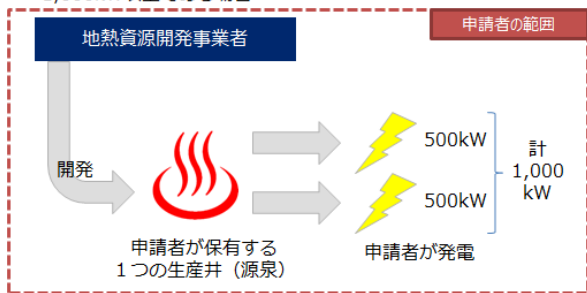 申請者の範囲
地熱資源開発事業者
開発
500kW
500kW
計
1,000
kW
申請者が保有する
１つの生産井（源泉）
申請者が発電